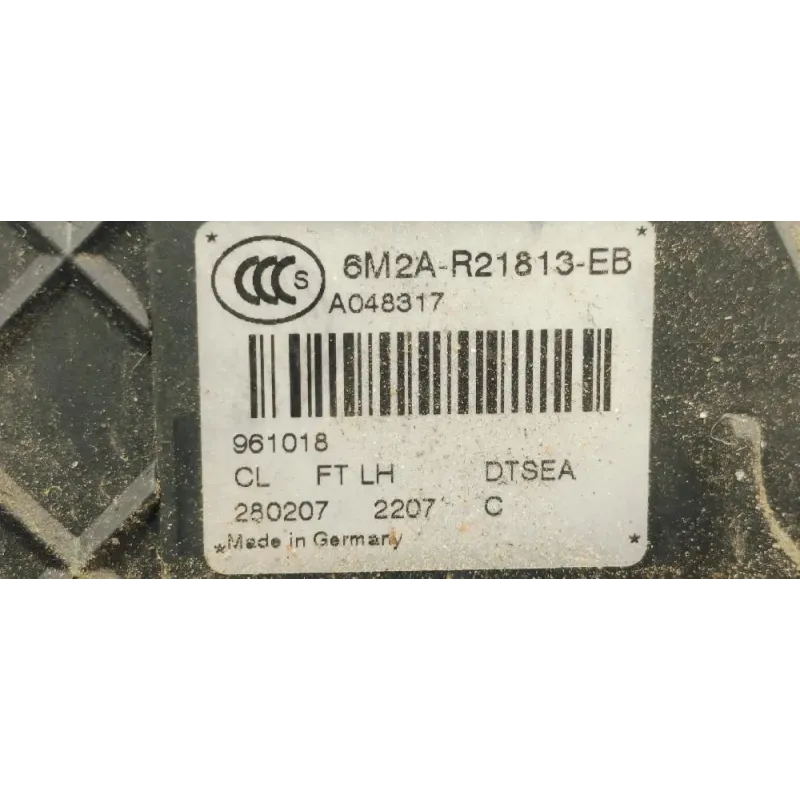 CCC S 6M2A-R21813-EB
A048317
961018
CL FT LH DTSEA
280207 2207 C
Made in Germany